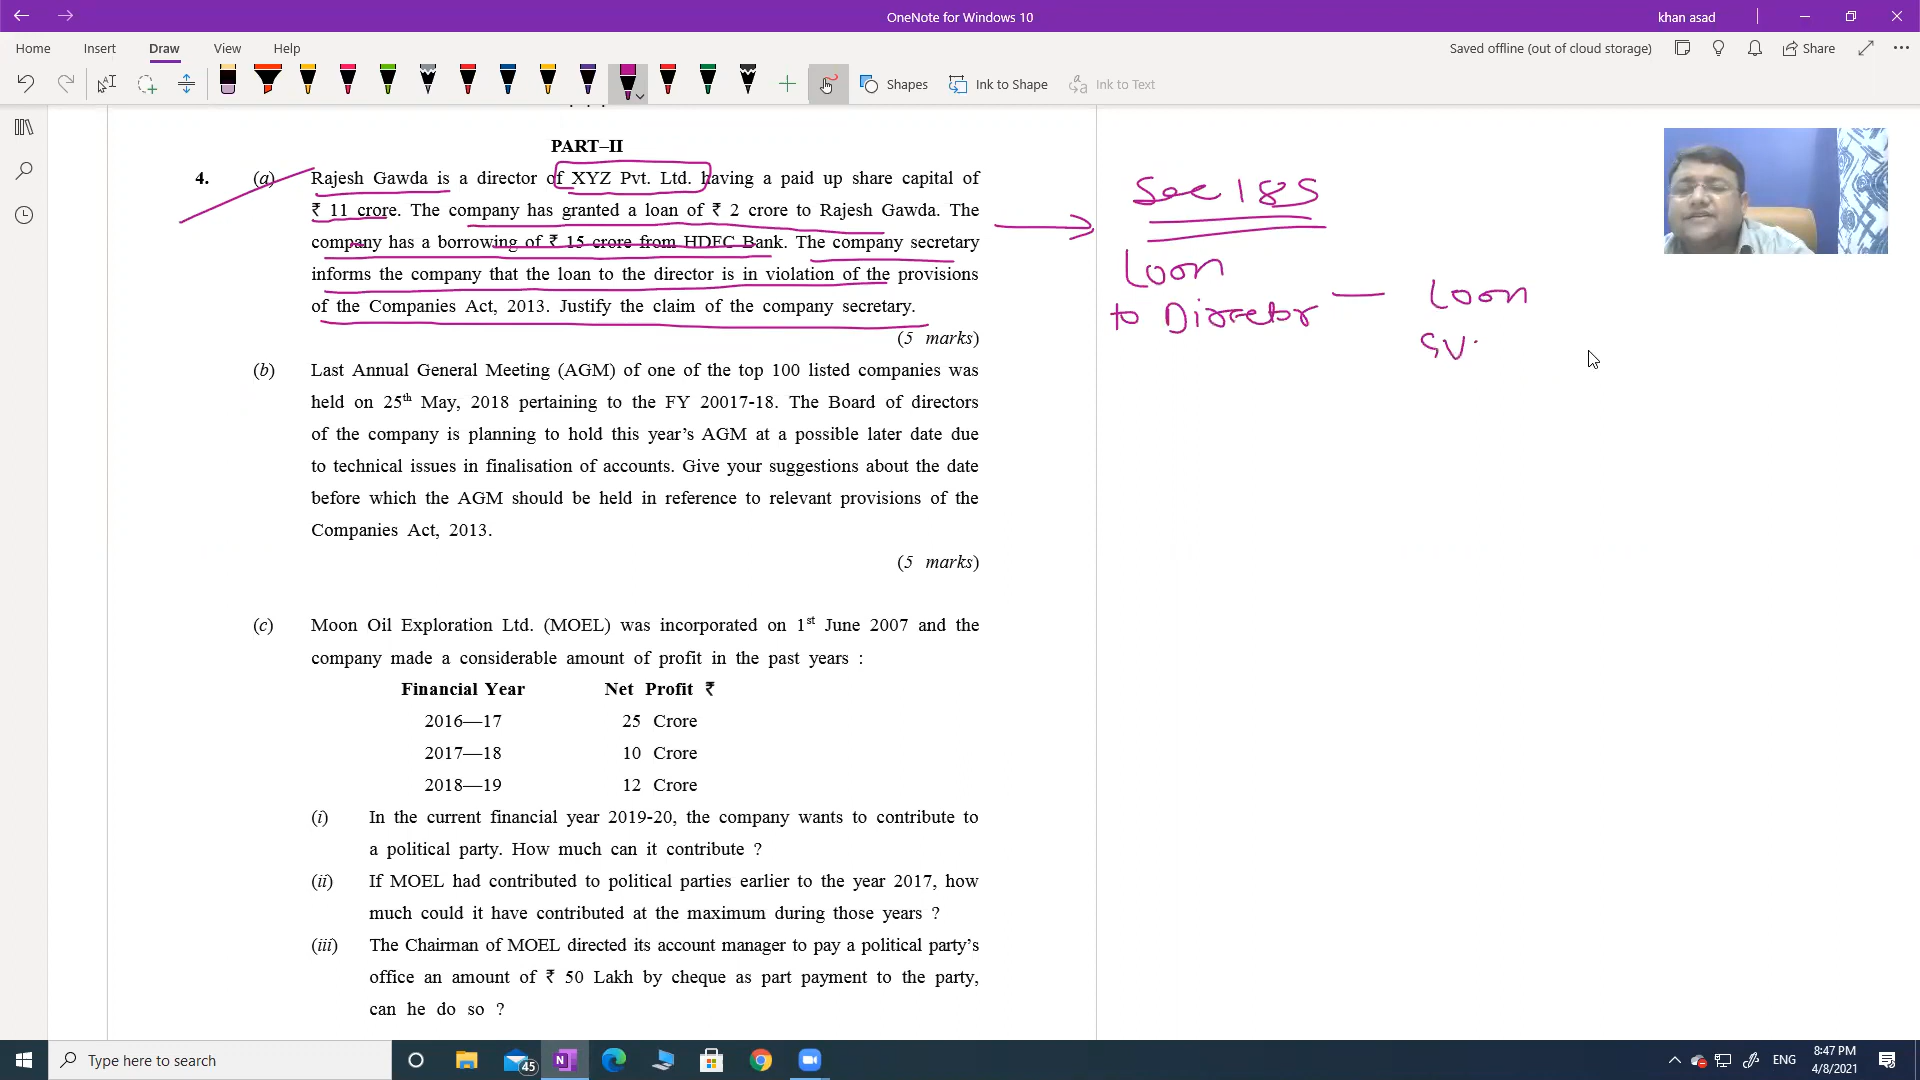 OneNote for Windows 10
khan asad
Home Insert Draw View Help
Saved offline (out of cloud storage)
Share
Shapes
Ink to Shape
Ink to Text
PART–II
4. (a) Rajesh Gawda is a director of XYZ Pvt. Ltd. having a paid up share capital of
₹ 11 crore. The company has granted a loan of ₹ 2 crore to Rajesh Gawda. The
company has a borrowing of ₹ 15 crore from HDFC Bank. The company secretary
informs the company that the loan to the director is in violation of the provisions
of the Companies Act, 2013. Justify the claim of the company secretary.
(5 marks)
(b) Last Annual General Meeting (AGM) of one of the top 100 listed companies was
held on 25th May, 2018 pertaining to the FY 20017-18. The Board of directors
of the company is planning to hold this year's AGM at a possible later date due
to technical issues in finalisation of accounts. Give your suggestions about the date
before which the AGM should be held in reference to relevant provisions of the
Companies Act, 2013.
(5 marks)
(c) Moon Oil Exploration Ltd. (MOEL) was incorporated on 1st June 2007 and the
company made a considerable amount of profit in the past years :
Financial Year Net Profit ₹
2016—17 25 Crore
2017—18 10 Crore
2018—19 12 Crore
(i) In the current financial year 2019-20, the company wants to contribute to
a political party. How much can it contribute ?
(ii) If MOEL had contributed to political parties earlier to the year 2017, how
much could it have contributed at the maximum during those years ?
(iii) The Chairman of MOEL directed its account manager to pay a political party's
office an amount of ₹ 50 Lakh by cheque as part payment to the party,
can he do so ?
Sec 185
Loan
to Director — Loan
Type here to search
45
ENG
8:47 PM
4/8/2021